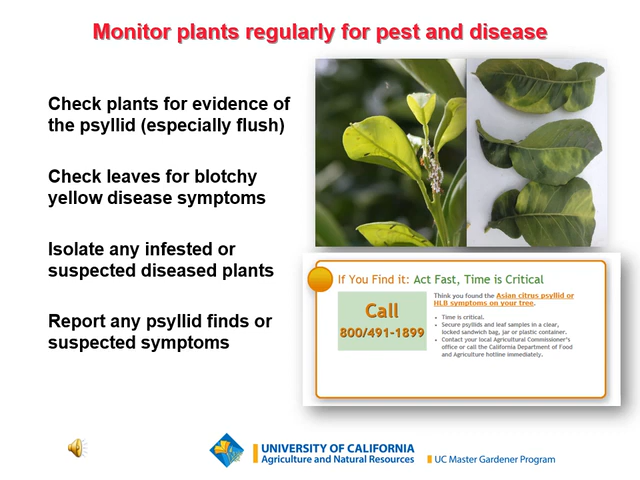 Monitor plants regularly for pest and disease
Check plants for evidence of
the psyllid (especially flush)
Check leaves for blotchy
yellow disease symptoms
Isolate any infested or
suspected diseased plants
Report any psyllid finds or
suspected symptoms
If You Find it: Act Fast, Time is Critical
Call
800/491-1899
Think you found the Asian citrus psyllid or
HLB symptoms on your tree.
• Time is critical.
• Secure psyllids and leaf samples in a clear,
locked sandwich bag, jar or plastic container.
• Contact your local Agricultural Commissioner's
office or call the California Department of Food
and Agriculture hotline immediately.
UNIVERSITY OF CALIFORNIA
Agriculture and Natural Resources
UC Master Gardener Program